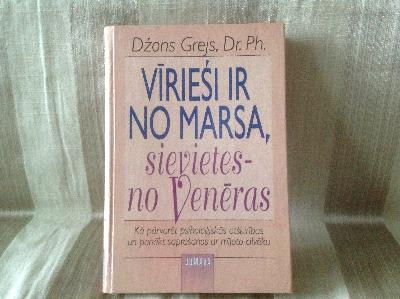 Džons Grejs, Dr. Ph.
VĪRIEŠI IR
NO MARSA,
sievietes-
no Venēras
Kā pārvarēt psiholoģiskās atšķirības
un panākt saprašanos ar mīļoto cilvēku
JUMAVA